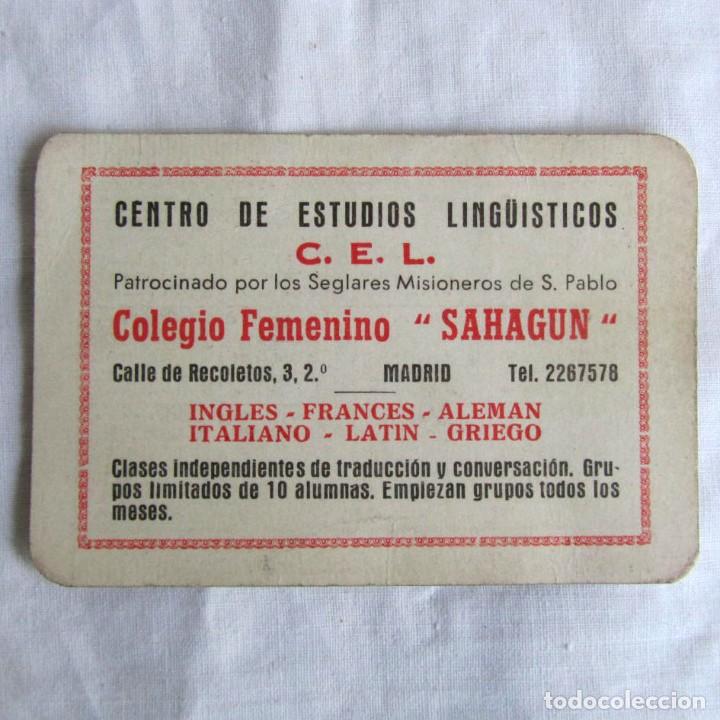 CENTRO DE ESTUDIOS LINGÜISTICOS
C. E. L.
Patrocinado por los Seglares Misioneros de S. Pablo
Colegio Femenino “ SAHAGUN “
Calle de Recoletos, 3, 2.º MADRID Tel. 2267578
INGLES - FRANCES - ALEMAN
ITALIANO - LATIN - GRIEGO
Clases independientes de traducción y conversación. Gru-
pos limitados de 10 alumnas. Empiezan grupos todos los
meses.
todocoleccion